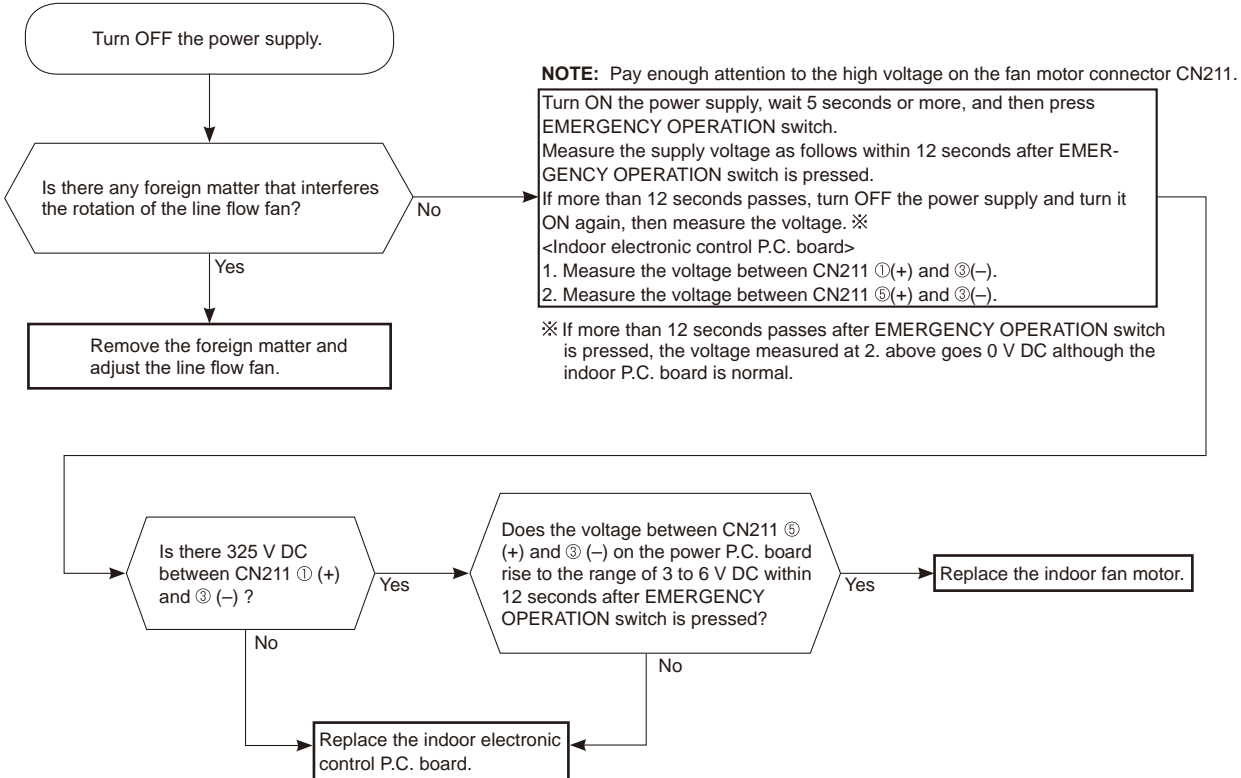 Turn OFF the power supply.
NOTE: Pay enough attention to the high voltage on the fan motor connector CN211.
Is there any foreign matter that interferes
the rotation of the line flow fan?
No
Yes
Remove the foreign matter and
adjust the line flow fan.
Turn ON the power supply, wait 5 seconds or more, and then press
EMERGENCY OPERATION switch.
Measure the supply voltage as follows within 12 seconds after EMER-
GENCY OPERATION switch is pressed.
If more than 12 seconds passes, turn OFF the power supply and turn it
ON again, then measure the voltage. ※
<Indoor electronic control P.C. board>
1. Measure the voltage between CN211 ①(+) and ③(–).
2. Measure the voltage between CN211 ⑤(+) and ③(–).
※ If more than 12 seconds passes after EMERGENCY OPERATION switch
is pressed, the voltage measured at 2. above goes 0 V DC although the
indoor P.C. board is normal.
Is there 325 V DC
between CN211 ① (+)
and ③ (–) ?
Yes
No
Does the voltage between CN211 ⑤
(+) and ③ (–) on the power P.C. board
rise to the range of 3 to 6 V DC within
12 seconds after EMERGENCY
OPERATION switch is pressed?
Yes
No
Replace the indoor fan motor.
Replace the indoor electronic
control P.C. board.